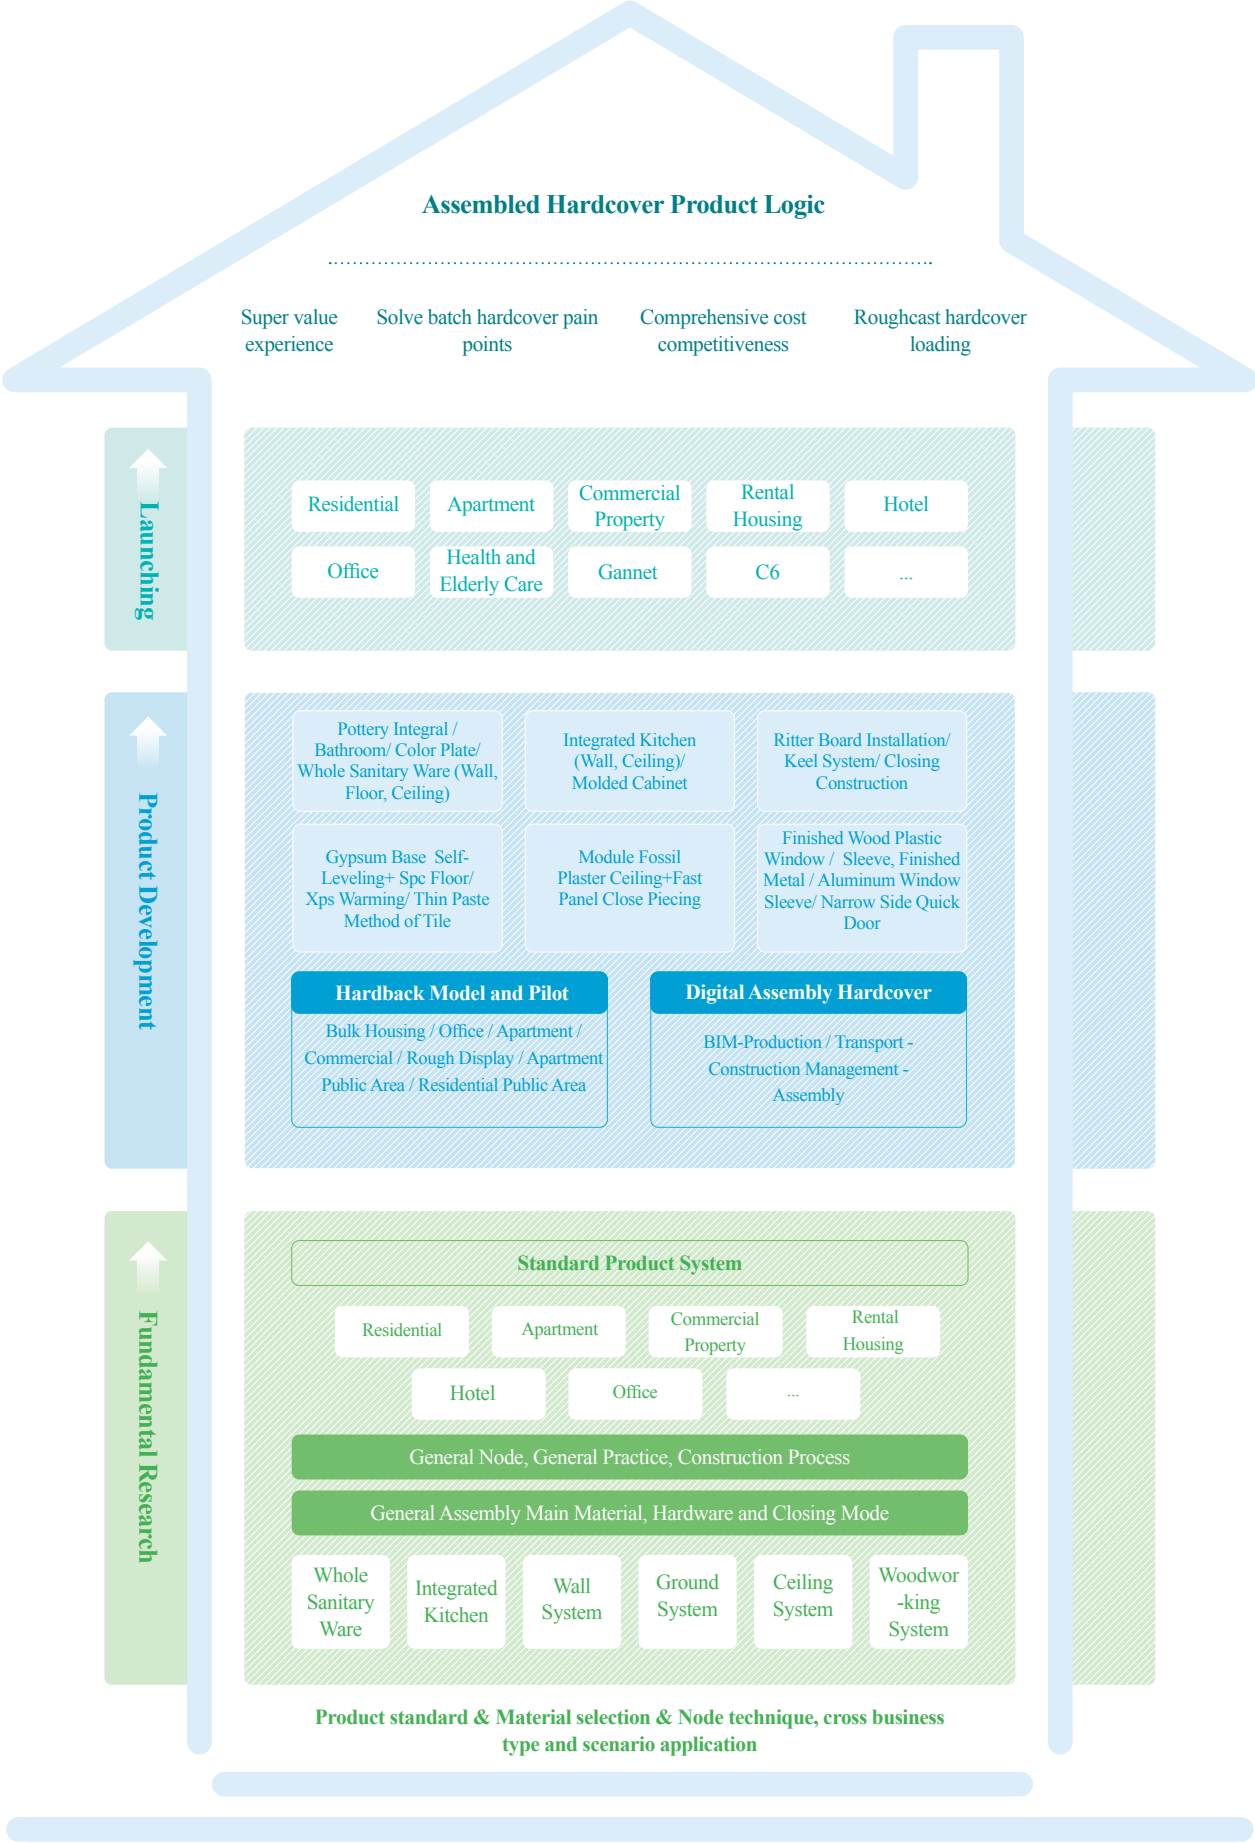 Assembled Hardcover Product Logic
Super value
experience
Solve batch hardcover pain
points
Comprehensive cost
competitiveness
Roughcast hardcover
loading
Launching
Residential
Apartment
Commercial
Property
Rental
Housing
Hotel
Office
Health and
Elderly Care
Gannet
C6
...
Product Development
Pottery Integral /
Bathroom/ Color Plate/
Whole Sanitary Ware (Wall,
Floor, Ceiling)
Integrated Kitchen
(Wall, Ceiling)/
Molded Cabinet
Ritter Board Installation/
Keel System/ Closing
Construction
Gypsum Base  Self-
Leveling+ Spc Floor/
Xps Warming/ Thin Paste
Method of Tile
Module Fossil
Plaster Ceiling+Fast
Panel Close Piecing
Finished Wood Plastic
Window /  Sleeve, Finished
Metal / Aluminum Window
Sleeve/ Narrow Side Quick
Door
Hardback Model and Pilot
Bulk Housing / Office / Apartment /
Commercial / Rough Display / Apartment
Public Area / Residential Public Area
Digital Assembly Hardcover
BIM-Production / Transport -
Construction Management -
Assembly
Fundamental Research
Standard Product System
Residential
Apartment
Commercial
Property
Rental
Housing
Hotel
Office
...
General Node, General Practice, Construction Process
General Assembly Main Material, Hardware and Closing Mode
Whole
Sanitary
Ware
Integrated
Kitchen
Wall
System
Ground
System
Ceiling
System
Woodwor
-king
System
Product standard & Material selection & Node technique, cross business
type and scenario application